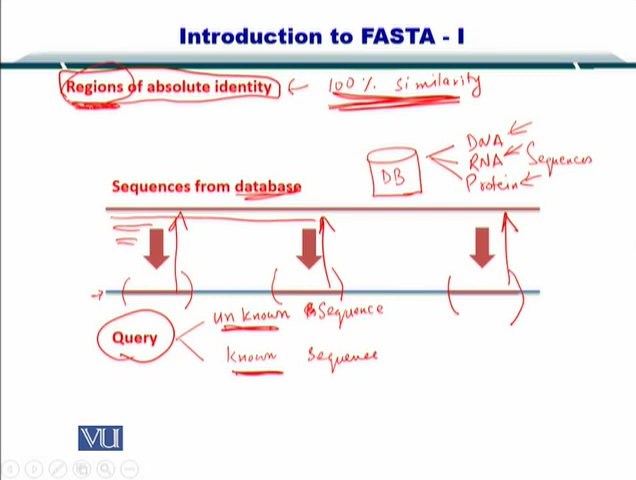 Introduction to FASTA - I
Regions of absolute identity ← 100% similarity
DNA
RNA Sequences
Protein
DB
Sequences from database
Query
unknown Sequence
known Sequence
VU